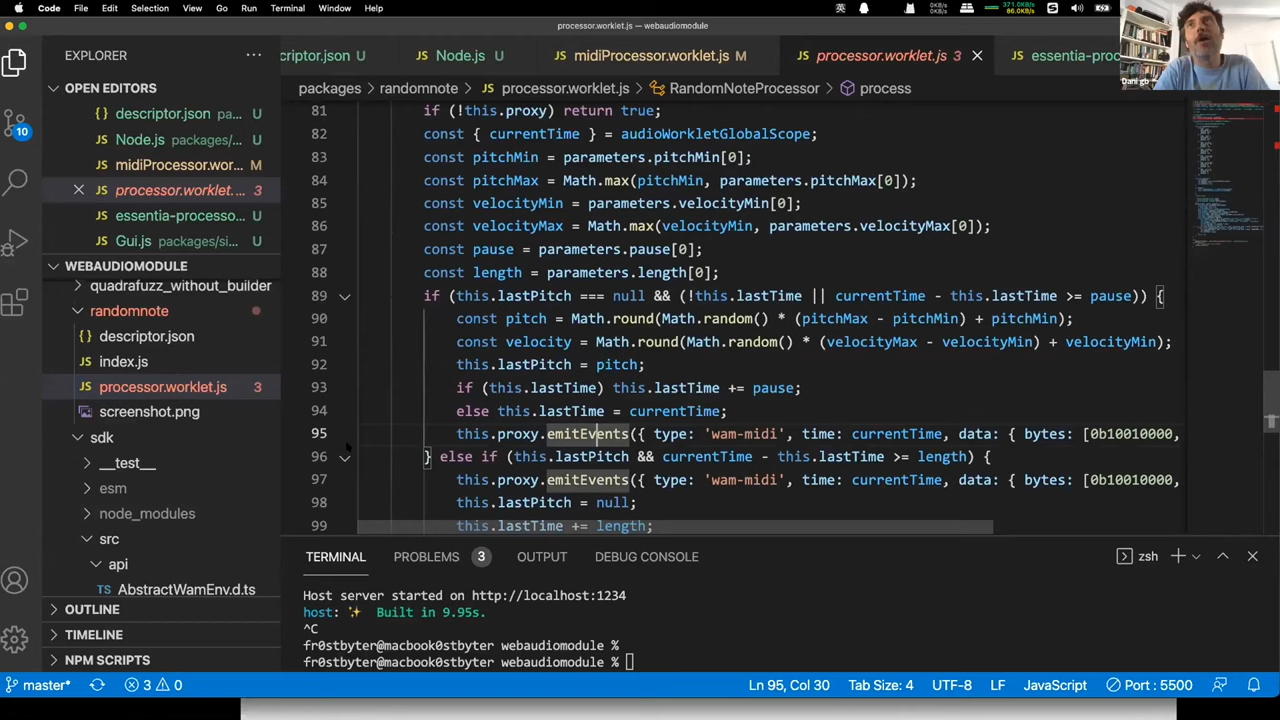 Code File Edit Selection View Go Run Terminal Window Help
0KB/s 0KB/s 371.0KB/s 86.0KB/s
processor.worklet.js — webaudiomodule
EXPLORER ···
criptor.json U JS Node.js U JS midiProcessor.worklet.js M JS processor.worklet.js 3 JS essentia-proc
Dani go
packages > randomnote > JS processor.worklet.js > RandomNoteProcessor > process
OPEN EDITORS
descriptor.json pa... U
JS Node.js packages/... U
JS midiProcessor.wor... M
JS processor.worklet.... 3
JS essentia-processo... U
JS Gui.js packages/si... U
WEBAUDIOMODULE
quadrafuzz_without_builder
randomnote
descriptor.json
JS index.js
JS processor.worklet.js 3
screenshot.png
sdk
__test__
esm
node_modules
src
api
TS AbstractWamEnv.d.ts
OUTLINE
TIMELINE
NPM SCRIPTS
10
81 if (!this.proxy) return true;
82 const { currentTime } = audioWorkletGlobalScope;
83 const pitchMin = parameters.pitchMin[0];
84 const pitchMax = Math.max(pitchMin, parameters.pitchMax[0]);
85 const velocityMin = parameters.velocityMin[0];
86 const velocityMax = Math.max(velocityMin, parameters.velocityMax[0]);
87 const pause = parameters.pause[0];
88 const length = parameters.length[0];
89 if (this.lastPitch === null && (!this.lastTime || currentTime - this.lastTime >= pause)) {
90 const pitch = Math.round(Math.random() * (pitchMax - pitchMin) + pitchMin);
91 const velocity = Math.round(Math.random() * (velocityMax - velocityMin) + velocityMin);
92 this.lastPitch = pitch;
93 if (this.lastTime) this.lastTime += pause;
94 else this.lastTime = currentTime;
95 this.proxy.emitEvents({ type: 'wam-midi', time: currentTime, data: { bytes: [0b10010000,
96 } else if (this.lastPitch && currentTime - this.lastTime >= length) {
97 this.proxy.emitEvents({ type: 'wam-midi', time: currentTime, data: { bytes: [0b10010000,
98 this.lastPitch = null;
99 this.lastTime += length;
TERMINAL PROBLEMS 3 OUTPUT DEBUG CONSOLE zsh
Host server started on http://localhost:1234
host: ✨ Built in 9.95s.
^C
fr0stbyter@macbook0stbyter webaudiomodule %
fr0stbyter@macbook0stbyter webaudiomodule %
master* 3 0 Ln 95, Col 30 Tab Size: 4 UTF-8 LF JavaScript Port : 5500